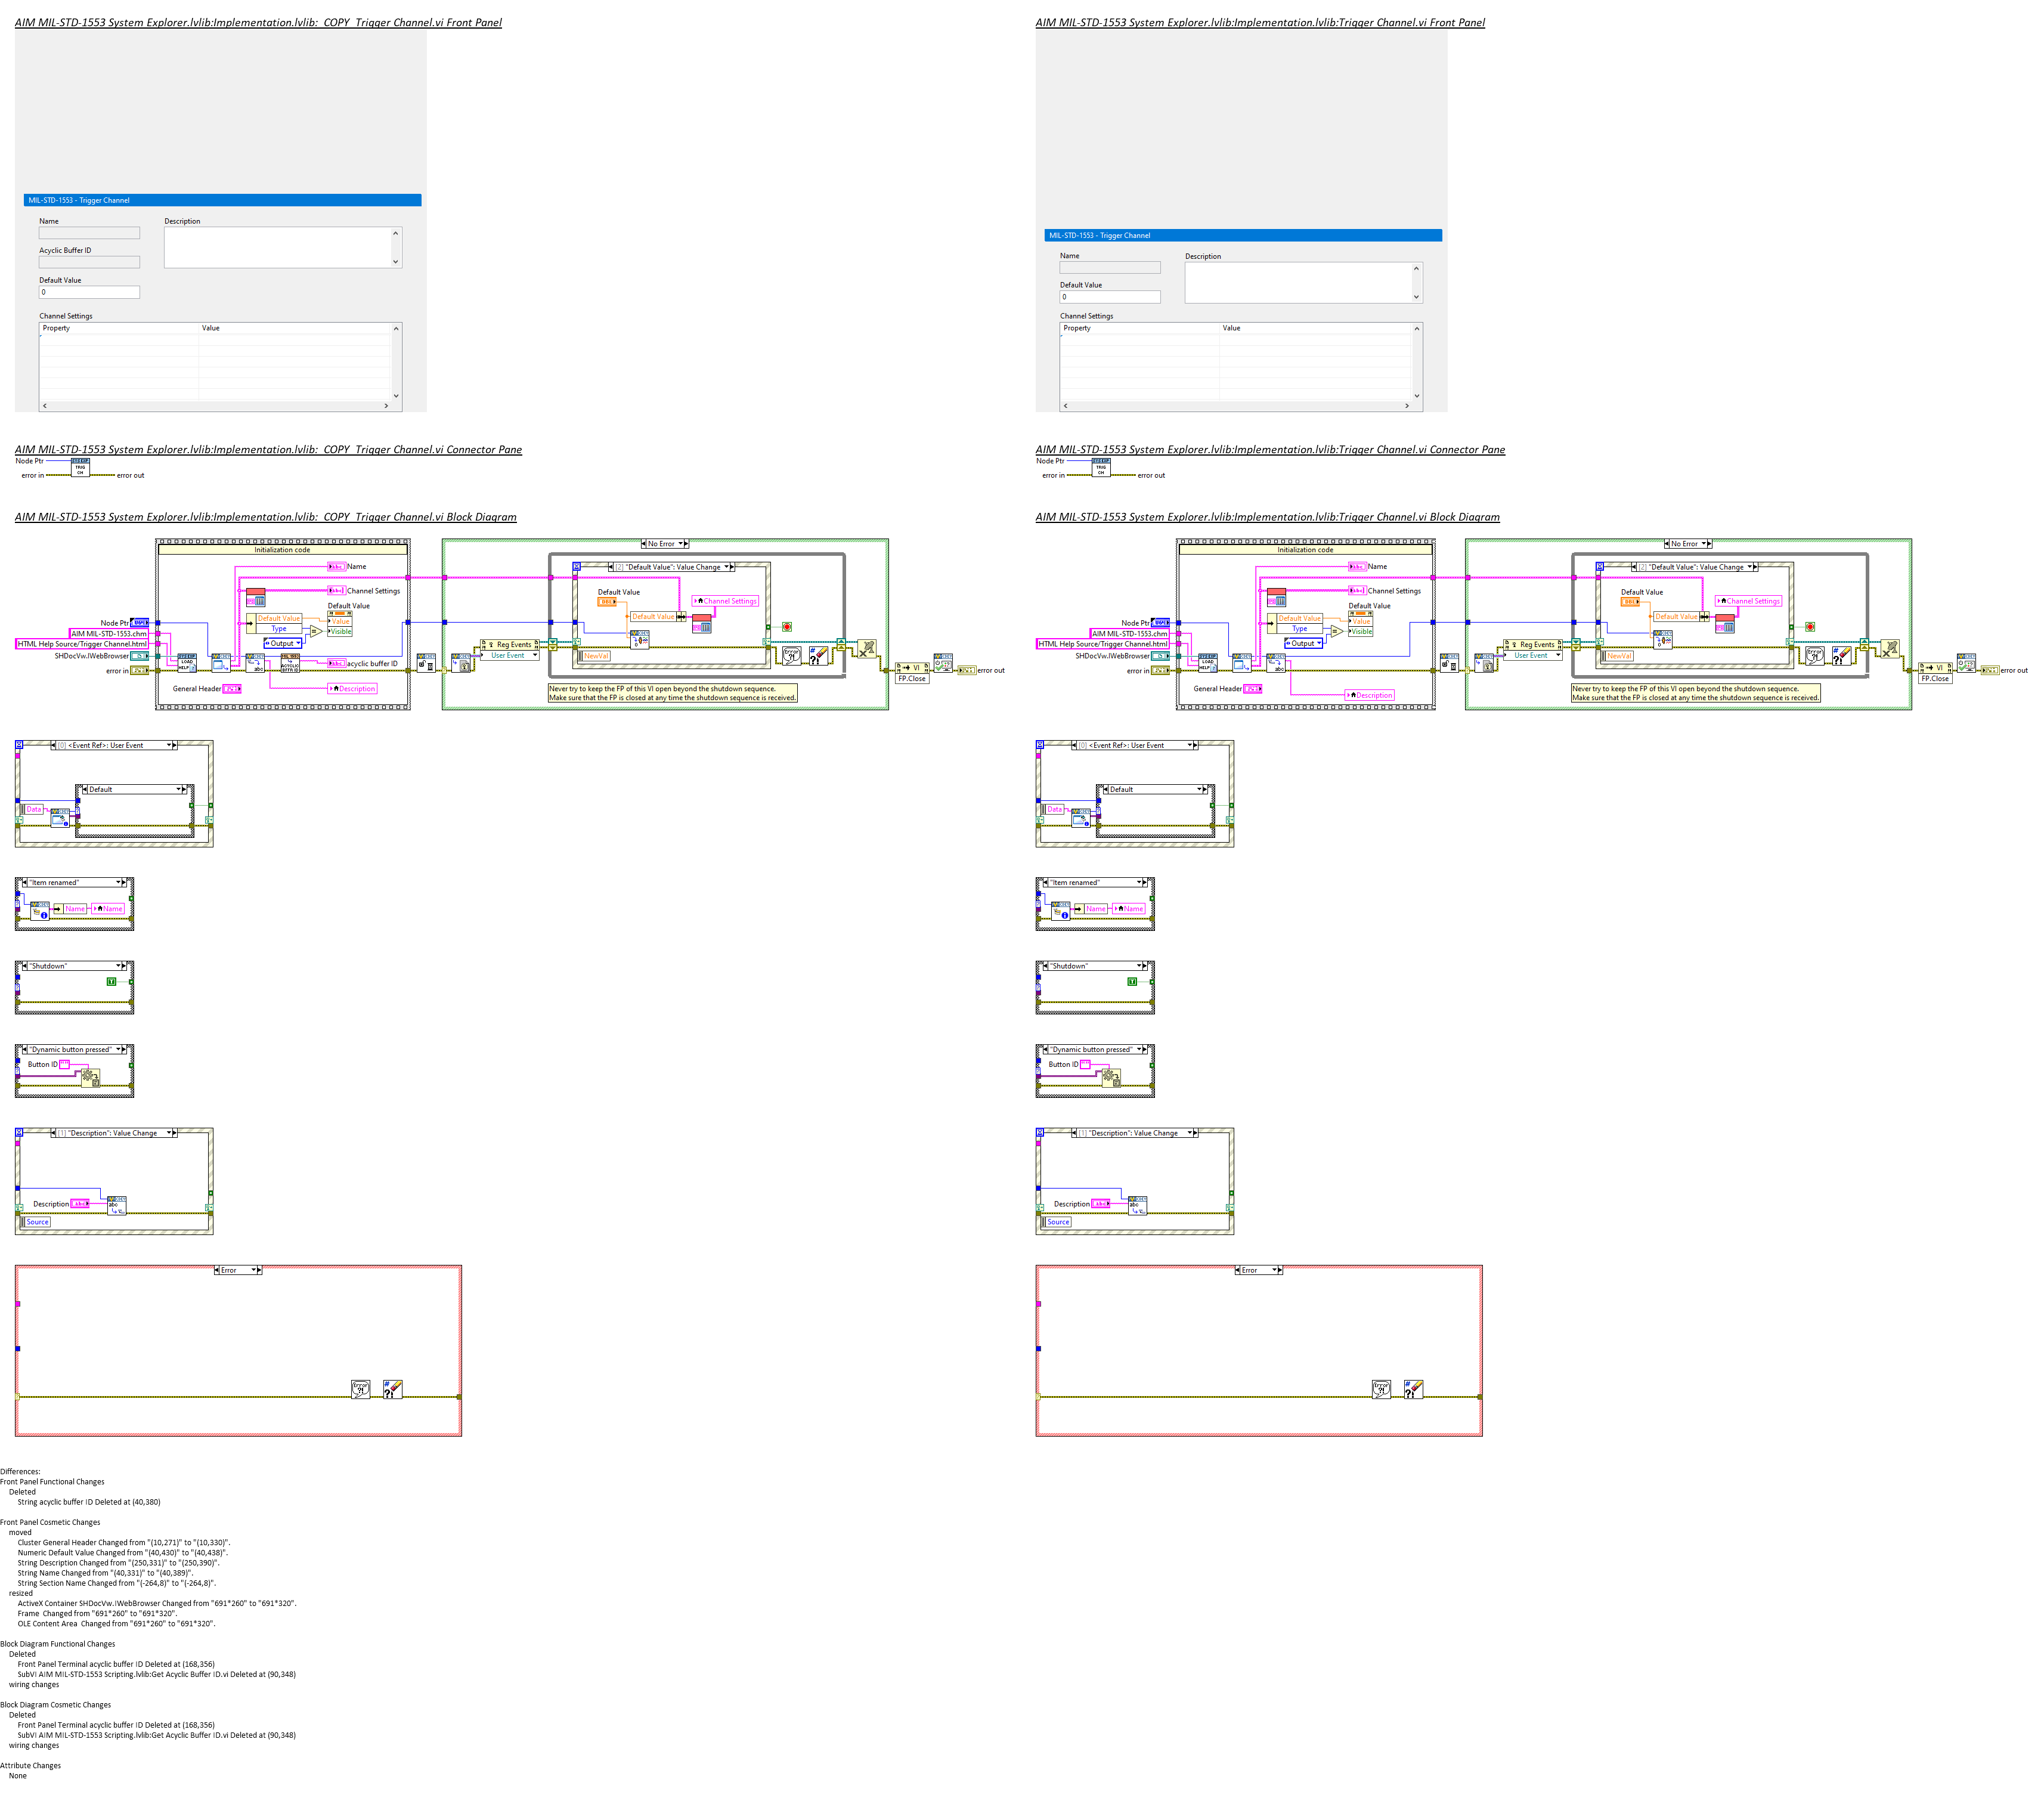 AIM MIL-STD-1553 System Explorer.lvlib:Implementation.lvlib:_COPY_Trigger Channel.vi Front Panel
MIL-STD-1553 - Trigger Channel
Name
Description
Acyclic Buffer ID
Default Value
0
Channel Settings
Property Value
AIM MIL-STD-1553 System Explorer.lvlib:Implementation.lvlib:_COPY_Trigger Channel.vi Connector Pane
Node Ptr
TRIG
CH
error in
error out
AIM MIL-STD-1553 System Explorer.lvlib:Implementation.lvlib:_COPY_Trigger Channel.vi Block Diagram
Initialization code
Name
Channel Settings
Default Value
Default Value
Value
Type
Visible
Output
Node Ptr
AIM MIL-STD-1553.chm
HTML Help Source/Trigger Channel.html
SHDocVw.IWebBrowser
error in
acyclic buffer ID
General Header
Description
No Error
[2] "Default Value": Value Change
Default Value
Channel Settings
Default Value
Reg Events
User Event
NewVal
Never try to keep the FP of this VI open beyond the shutdown sequence.
Make sure that the FP is closed at any time the shutdown sequence is received.
VI
FP.Close
error out
[0] <Event Ref>: User Event
Default
Data
"Item renamed"
Name
Name
"Shutdown"
"Dynamic button pressed"
Button ID
[1] "Description": Value Change
Description
Source
Error
AIM MIL-STD-1553 System Explorer.lvlib:Implementation.lvlib:Trigger Channel.vi Front Panel
MIL-STD-1553 - Trigger Channel
Name
Description
Default Value
0
Channel Settings
Property Value
AIM MIL-STD-1553 System Explorer.lvlib:Implementation.lvlib:Trigger Channel.vi Connector Pane
Node Ptr
TRIG
CH
error in
error out
AIM MIL-STD-1553 System Explorer.lvlib:Implementation.lvlib:Trigger Channel.vi Block Diagram
Initialization code
Name
Channel Settings
Default Value
Default Value
Value
Type
Visible
Output
Node Ptr
AIM MIL-STD-1553.chm
HTML Help Source/Trigger Channel.html
SHDocVw.IWebBrowser
error in
General Header
Description
No Error
[2] "Default Value": Value Change
Default Value
Channel Settings
Default Value
Reg Events
User Event
NewVal
Never try to keep the FP of this VI open beyond the shutdown sequence.
Make sure that the FP is closed at any time the shutdown sequence is received.
VI
FP.Close
error out
[0] <Event Ref>: User Event
Default
Data
"Item renamed"
Name
Name
"Shutdown"
"Dynamic button pressed"
Button ID
[1] "Description": Value Change
Description
Source
Error
Differences:
Front Panel Functional Changes
Deleted
String acyclic buffer ID Deleted at (40,380)
Front Panel Cosmetic Changes
moved
Cluster General Header Changed from "(10,271)" to "(10,330)".
Numeric Default Value Changed from "(40,430)" to "(40,438)".
String Description Changed from "(250,331)" to "(250,390)".
String Name Changed from "(40,331)" to "(40,389)".
String Section Name Changed from "(-264,8)" to "(-264,8)".
resized
ActiveX Container SHDocVw.IWebBrowser Changed from "691*260" to "691*320".
Frame Changed from "691*260" to "691*320".
OLE Content Area Changed from "691*260" to "691*320".
Block Diagram Functional Changes
Deleted
Front Panel Terminal acyclic buffer ID Deleted at (168,356)
SubVI AIM MIL-STD-1553 Scripting.lvlib:Get Acyclic Buffer ID.vi Deleted at (90,348)
wiring changes
Block Diagram Cosmetic Changes
Deleted
Front Panel Terminal acyclic buffer ID Deleted at (168,356)
SubVI AIM MIL-STD-1553 Scripting.lvlib:Get Acyclic Buffer ID.vi Deleted at (90,348)
wiring changes
Attribute Changes
None